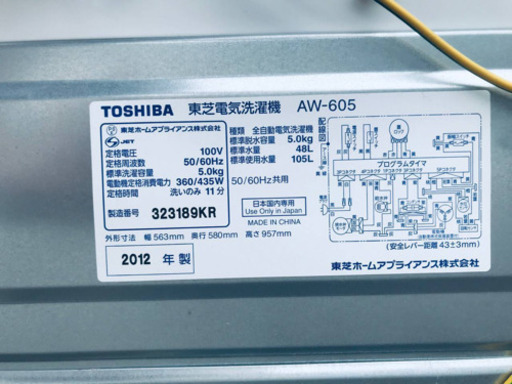 TOSHIBA 東芝電気洗濯機 AW-605
東芝ホームアプライアンス株式会社
JET
定格電圧 100V
定格周波数 50/60Hz
標準洗濯容量 5.0kg
電動機定格消費電力 360/435W
定格時間 洗いのみ 11分
製造番号 323189KR
種類 全自動電気洗濯機
標準脱水容量 5.0kg
標準水量 48L
標準使用水量 105L
50/60Hz共用
日本国内専用
Use Only in Japan
MADE IN CHINA
外形寸法 幅563mm 奥行580mm 高さ957mm
2012 年製
配線図
プログラムタイマ
(安全レバー距離43±3mm)
東芝ホームアプライアンス株式会社